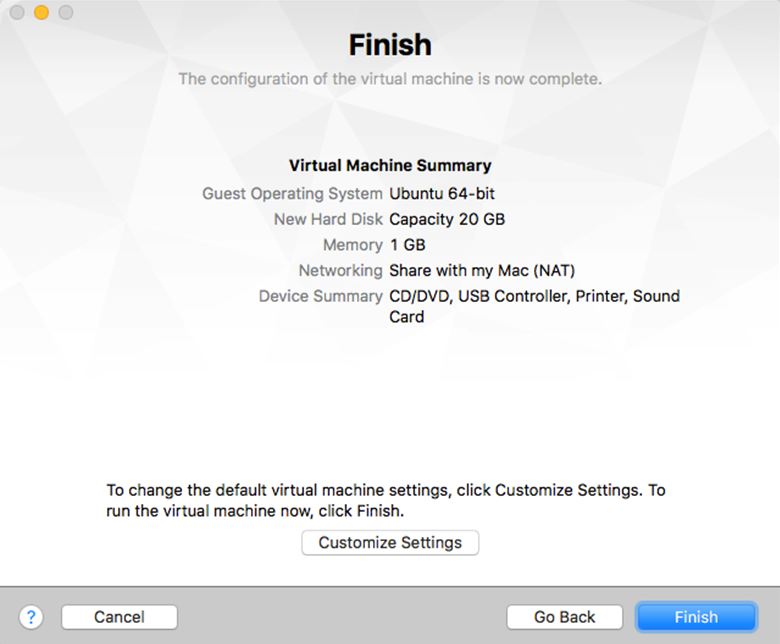 Finish
The configuration of the virtual machine is now complete.
Virtual Machine Summary
Guest Operating System Ubuntu 64-bit
New Hard Disk Capacity 20 GB
Memory 1 GB
Networking Share with my Mac (NAT)
Device Summary CD/DVD, USB Controller, Printer, Sound
Card
To change the default virtual machine settings, click Customize Settings. To
run the virtual machine now, click Finish.
Customize Settings
? Cancel Go Back Finish